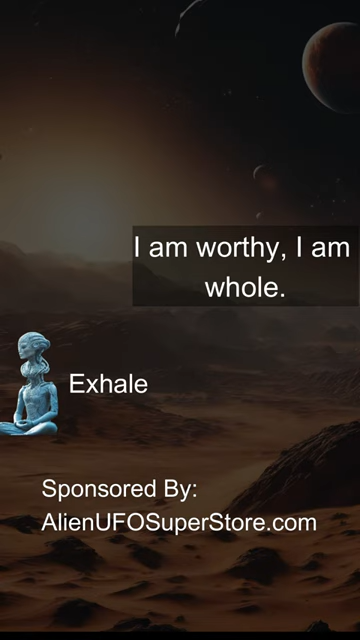 I am worthy, I am
whole.
Exhale
Sponsored By:
AlienUFOSuperStore.com